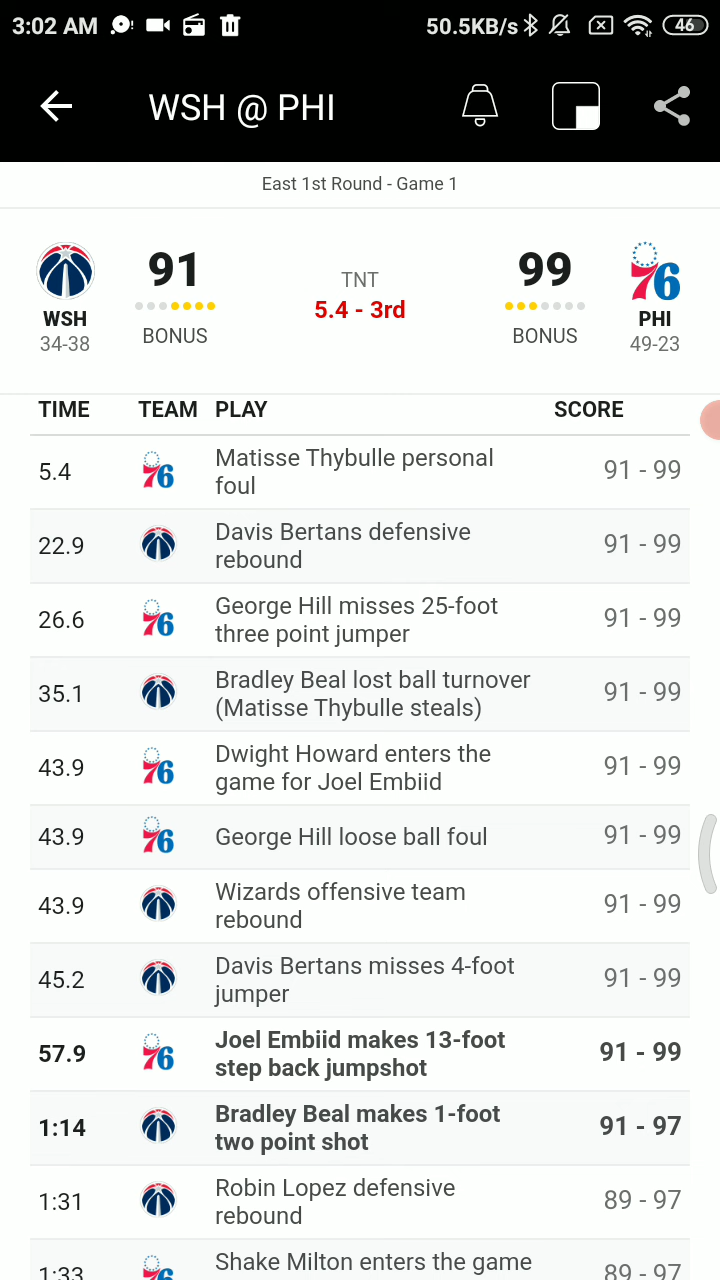 3:02 AM 50.5KB/s 46
WSH @ PHI
East 1st Round - Game 1
91 99
TNT
5.4 - 3rd
WSH BONUS BONUS PHI
34-38 49-23
TIME TEAM PLAY SCORE
5.4 76 Matisse Thybulle personal 91 - 99
foul
22.9 Davis Bertans defensive 91 - 99
rebound
26.6 76 George Hill misses 25-foot 91 - 99
three point jumper
35.1 Bradley Beal lost ball turnover 91 - 99
(Matisse Thybulle steals)
43.9 76 Dwight Howard enters the 91 - 99
game for Joel Embiid
43.9 76 George Hill loose ball foul 91 - 99
43.9 Wizards offensive team 91 - 99
rebound
45.2 Davis Bertans misses 4-foot 91 - 99
jumper
57.9 76 Joel Embiid makes 13-foot 91 - 99
step back jumpshot
1:14 Bradley Beal makes 1-foot 91 - 97
two point shot
1:31 Robin Lopez defensive 89 - 97
rebound
1:33 76 Shake Milton enters the game 89 - 97